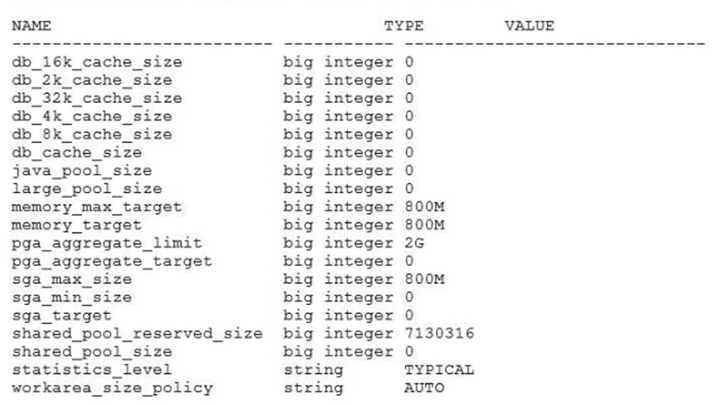 NAME TYPE VALUE
--------------------------- ----------- ------------------------------
db_16k_cache_size big integer 0
db_2k_cache_size big integer 0
db_32k_cache_size big integer 0
db_4k_cache_size big integer 0
db_8k_cache_size big integer 0
db_cache_size big integer 0
java_pool_size big integer 0
large_pool_size big integer 0
memory_max_target big integer 800M
memory_target big integer 800M
pga_aggregate_limit big integer 2G
pga_aggregate_target big integer 0
sga_max_size big integer 800M
sga_min_size big integer 0
sga_target big integer 0
shared_pool_reserved_size big integer 7130316
shared_pool_size big integer 0
statistics_level string TYPICAL
workarea_size_policy string AUTO